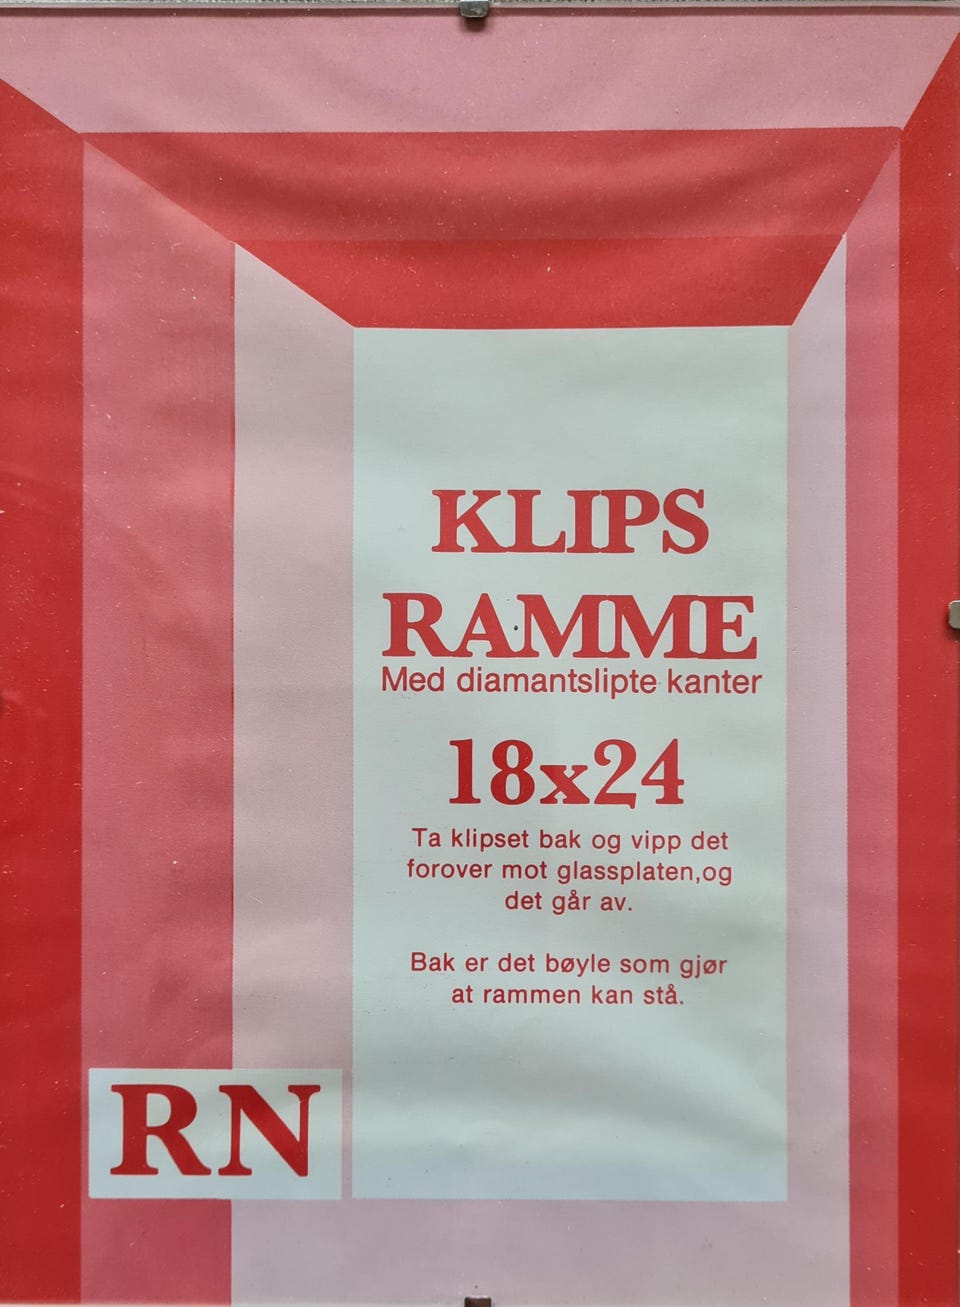 KLIPS
RAMME
Med diamantslipte kanter
18x24
Ta klipset bak og vipp det
forover mot glassplaten,og
det går av.
Bak er det bøyle som gjør
at rammen kan stå.
RN